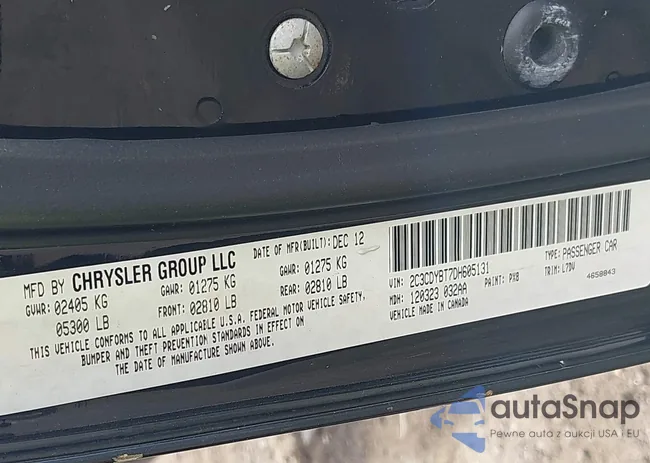 MFD BY CHRYSLER GROUP LLC
DATE OF MFR(BUILT): DEC 12
GVWR: 02405 KG
GAWR: 01275 KG
GAWR: 01275 KG
05300 LB
FRONT: 02810 LB
REAR: 02810 LB
THIS VEHICLE CONFORMS TO ALL APPLICABLE U.S.A. FEDERAL MOTOR VEHICLE SAFETY,
BUMPER AND THEFT PREVENTION STANDARDS IN EFFECT ON
THE DATE OF MANUFACTURE SHOWN ABOVE.
VIN: 2C3CDYBT7DH605131
TYPE: PASSENGER CAR
MDH: 120323 032AA
PAINT: PX8
TRIM: L7DV
VEHICLE MADE IN CANADA
4658043
autaSnap
Pewne auta z aukcji USA i EU